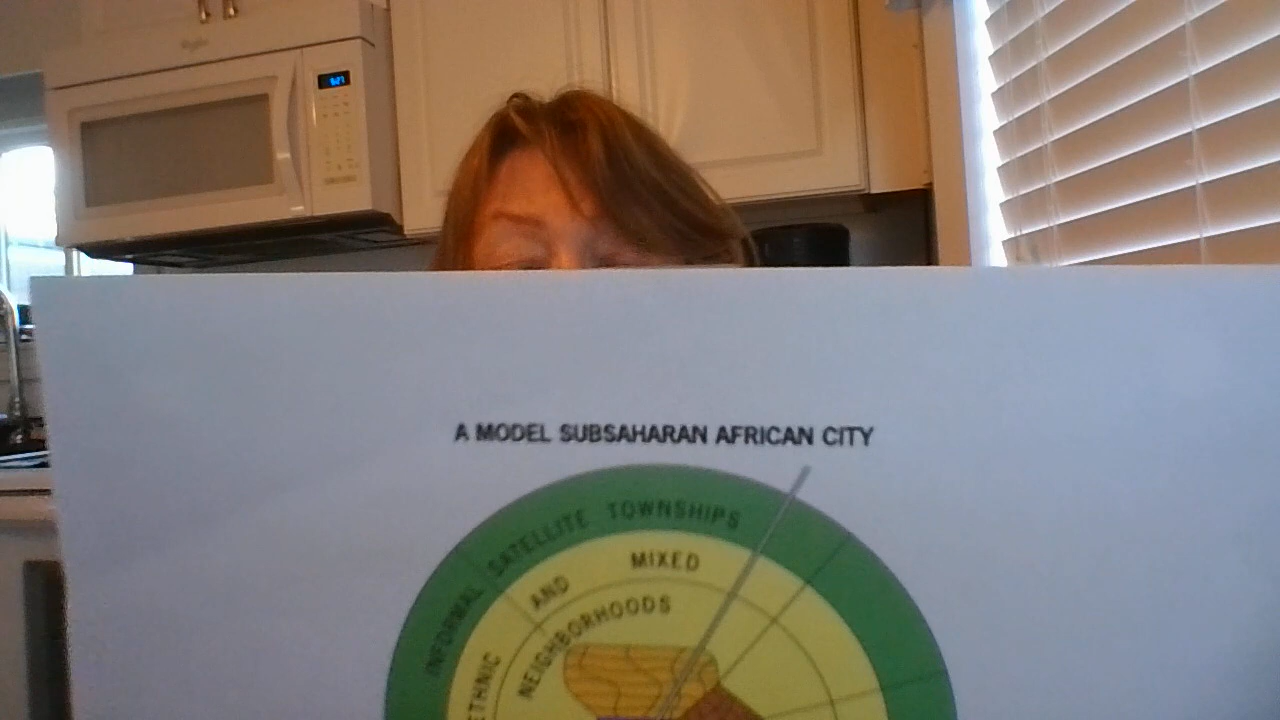 A MODEL SUBSAHARAN AFRICAN CITY
INFORMAL SATELLITE TOWNSHIPS
ETHNIC AND MIXED
NEIGHBORHOODS